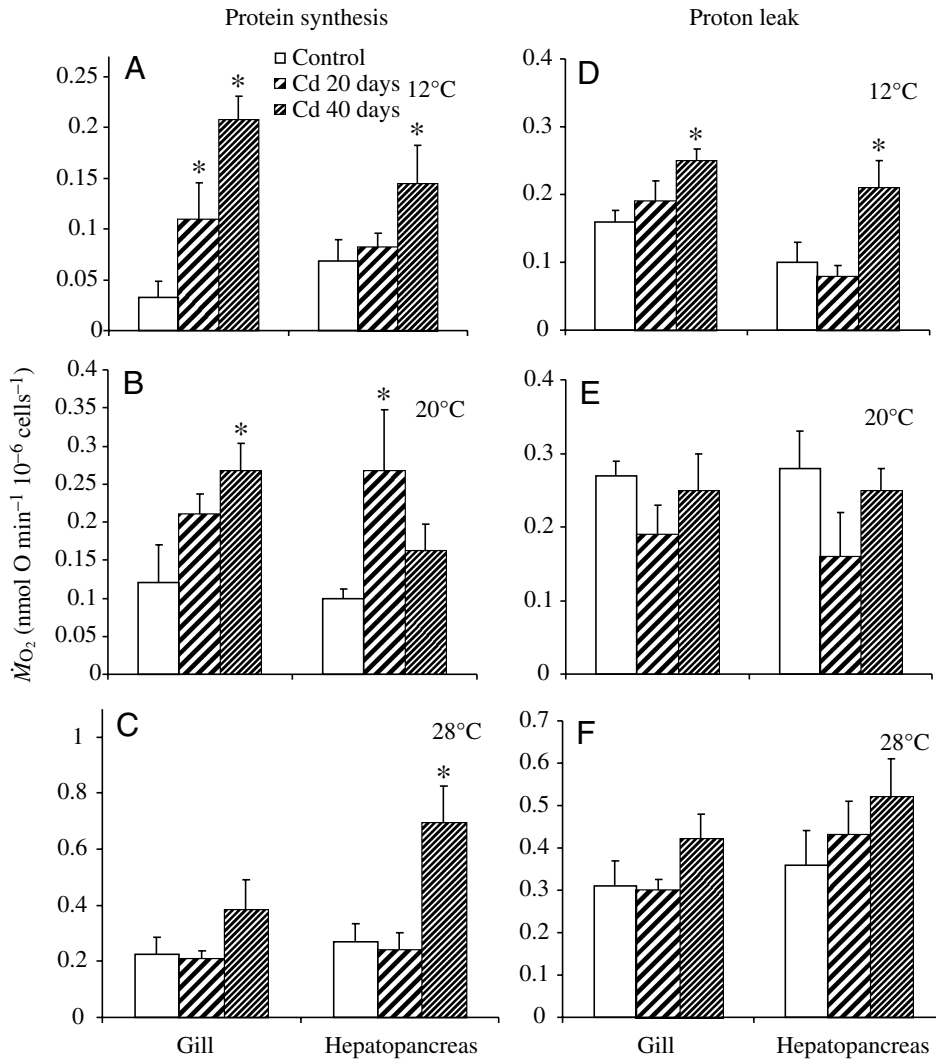 Protein synthesis
Proton leak
A
Control
Cd 20 days
Cd 40 days
12°C
0.25
0.2
0.15
0.1
0.05
0
*
*
*
D
12°C
0.4
0.3
0.2
0.1
0
*
*
B
20°C
0.4
0.35
0.3
0.25
0.2
0.15
0.1
0.05
0
*
*
E
20°C
0.4
0.3
0.2
0.1
0
ṀO₂ (nmol O min⁻¹ 10⁻⁶ cells⁻¹)
C
28°C
1
0.8
0.6
0.4
0.2
0
*
F
28°C
0.7
0.6
0.5
0.4
0.3
0.2
0.1
0
Gill
Hepatopancreas
Gill
Hepatopancreas